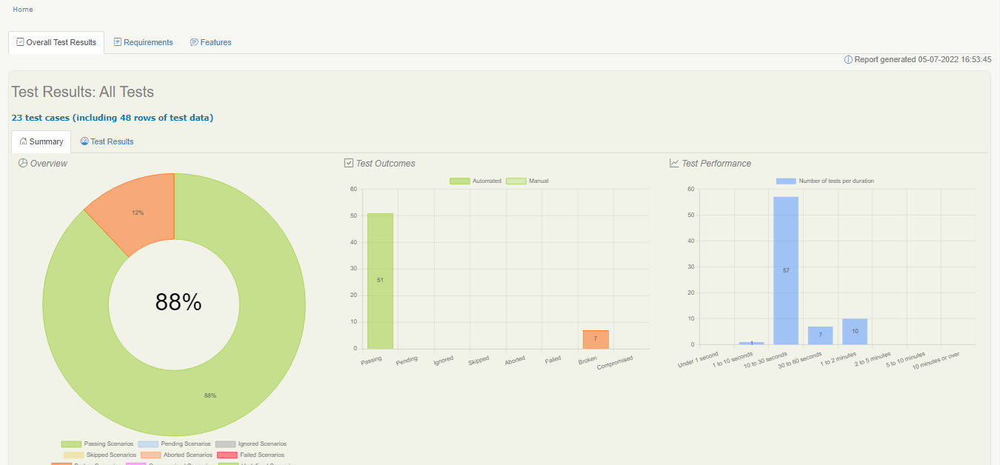 Home
Overall Test Results Requirements Features
Report generated 05-07-2022 16:53:45
Test Results: All Tests
23 test cases (including 48 rows of test data)
Summary Test Results
Overview Test Outcomes Test Performance
12%
88%
88%
Passing Scenarios Pending Scenarios Ignored Scenarios
Skipped Scenarios Aborted Scenarios Failed Scenarios
Automated Manual
60
50
40
30
20
10
0
51
7
Passing Pending Ignored Skipped Aborted Failed Broken Compromised
Number of tests per duration
60
50
40
30
20
10
0
1
57
7
10
Under 1 second 1 to 10 seconds 10 to 30 seconds 30 to 60 seconds 1 to 2 minutes 2 to 5 minutes 5 to 10 minutes 10 minutes or over